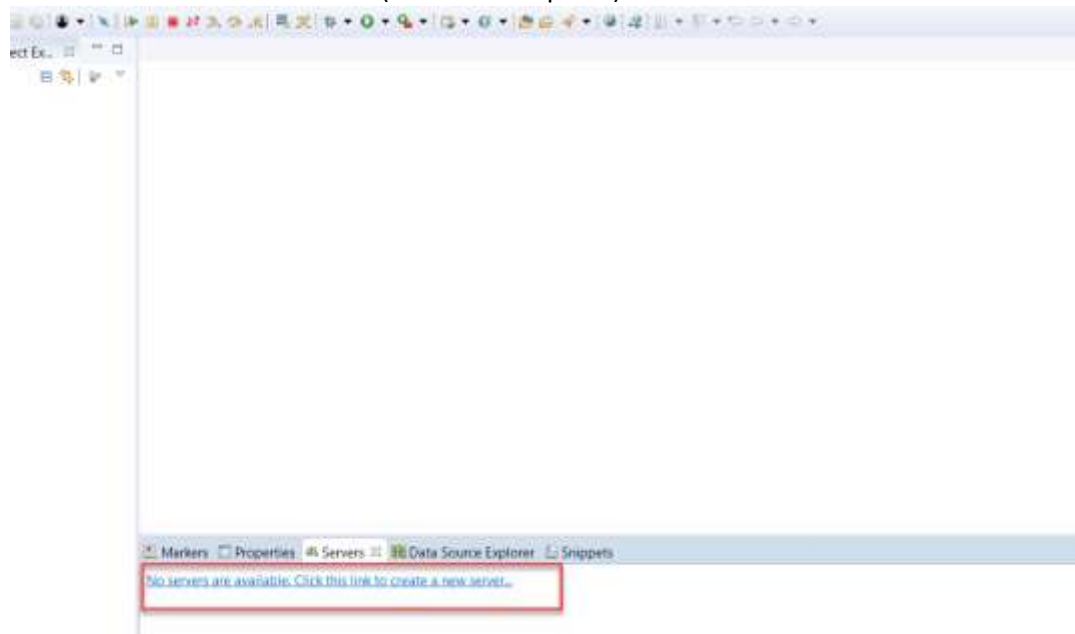 ect Ex..
Markers Properties Servers Data Source Explorer Snippets
No servers are available. Click this link to create a new server...